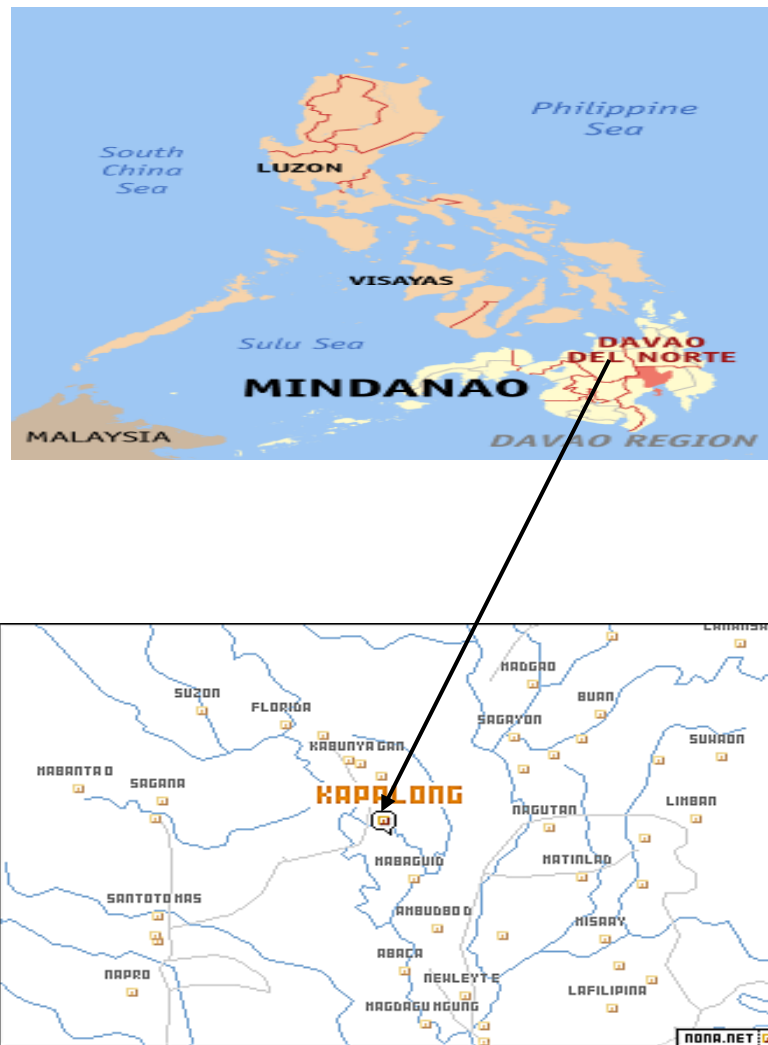 Philippine
Sea
South
China
Sea
LUZON
VISAYAS
Sulu Sea
DAVAO
DEL NORTE
MINDANAO
MALAYSIA
DAVAO REGION
MADGAO
SUZON
BUAN
FLORIDA
SAGAYON
KABUNYAGAN
SUWAON
MABANTAO
SAGANA
KAPALONG
LIMBAN
NAGUTAN
MABAGUID
MATINLAD
SANTOTOMAS
AMBUDBOD
MISAAY
ABACA
NAPRO
NEWLEYTE
LAFILIPINA
MAGDAGUMGUNG
NONA.NET